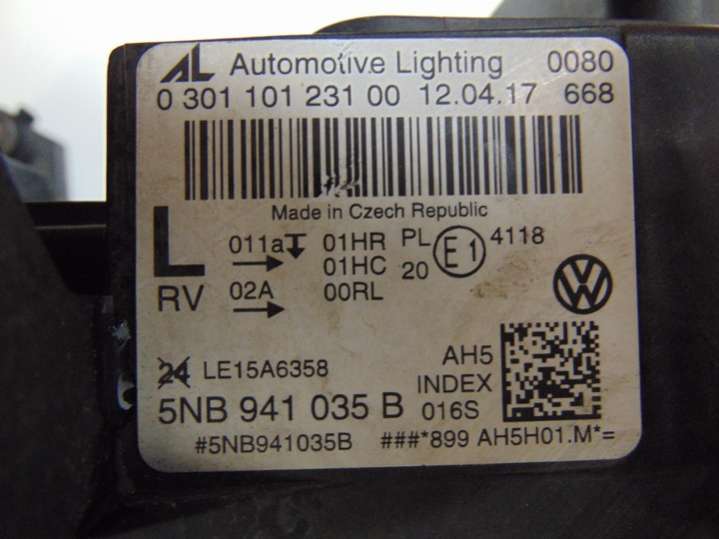 AL Automotive Lighting 0080
0 301 101 231 00 12.04.17 668
Made in Czech Republic
L 011a 01HR PL E1 4118
01HC 20
RV 02A 00RL
24 LE15A6358 AH5
INDEX
5NB 941 035 B 016S
#5NB941035B ###*899 AH5H01.M*=